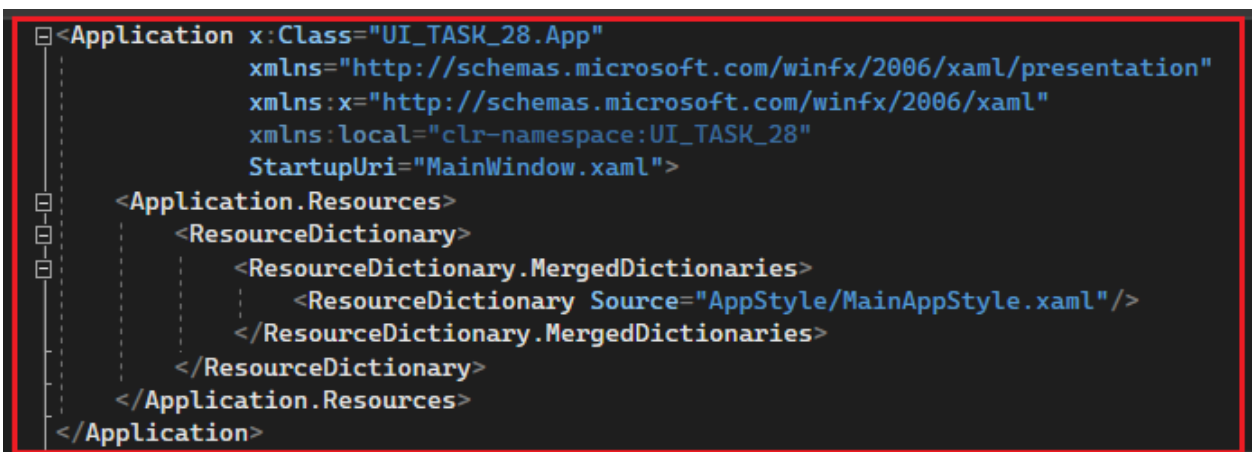 <Application x:Class="UI_TASK_28.App"
xmlns="http://schemas.microsoft.com/winfx/2006/xaml/presentation"
xmlns:x="http://schemas.microsoft.com/winfx/2006/xaml"
xmlns:local="clr-namespace:UI_TASK_28"
StartupUri="MainWindow.xaml">
<Application.Resources>
<ResourceDictionary>
<ResourceDictionary.MergedDictionaries>
<ResourceDictionary Source="AppStyle/MainAppStyle.xaml"/>
</ResourceDictionary.MergedDictionaries>
</ResourceDictionary>
</Application.Resources>
</Application>